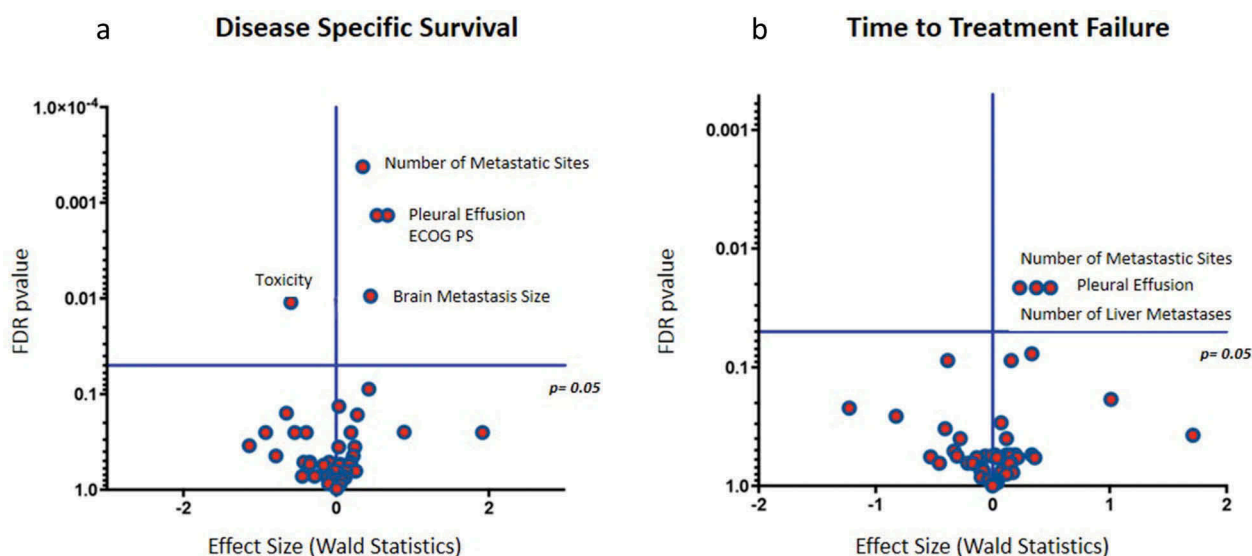 a
Disease Specific Survival
1.0×10⁻⁴
0.001
0.01
0.1
1.0
FDR pvalue
Number of Metastatic Sites
Pleural Effusion
ECOG PS
Toxicity
Brain Metastasis Size
p= 0.05
-2
0
2
Effect Size (Wald Statistics)
b
Time to Treatment Failure
0.001
0.01
0.1
1.0
FDR pvalue
Number of Metastatic Sites
Pleural Effusion
Number of Liver Metastases
p= 0.05
-2
-1
0
1
2
Effect Size (Wald Statistics)